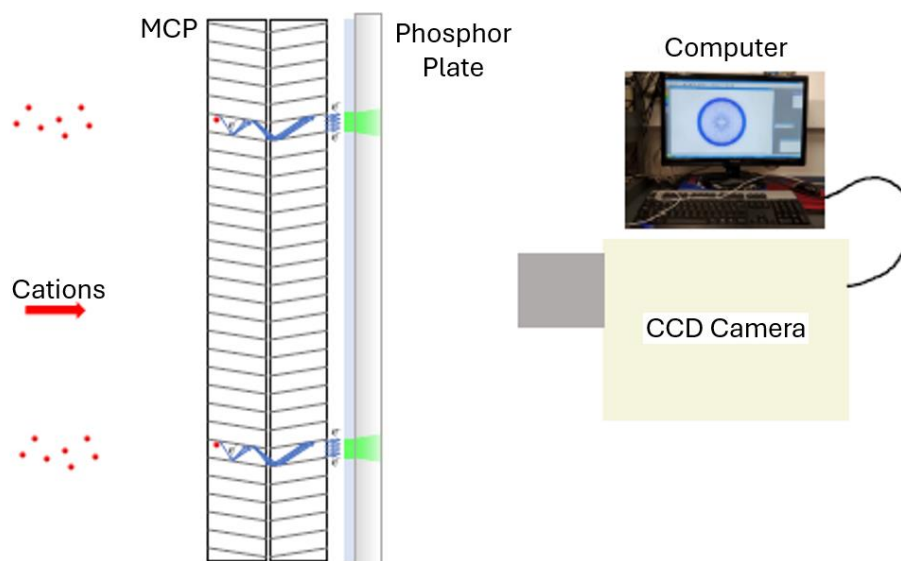 MCP
Phosphor
Plate
Computer
Cations
CCD Camera